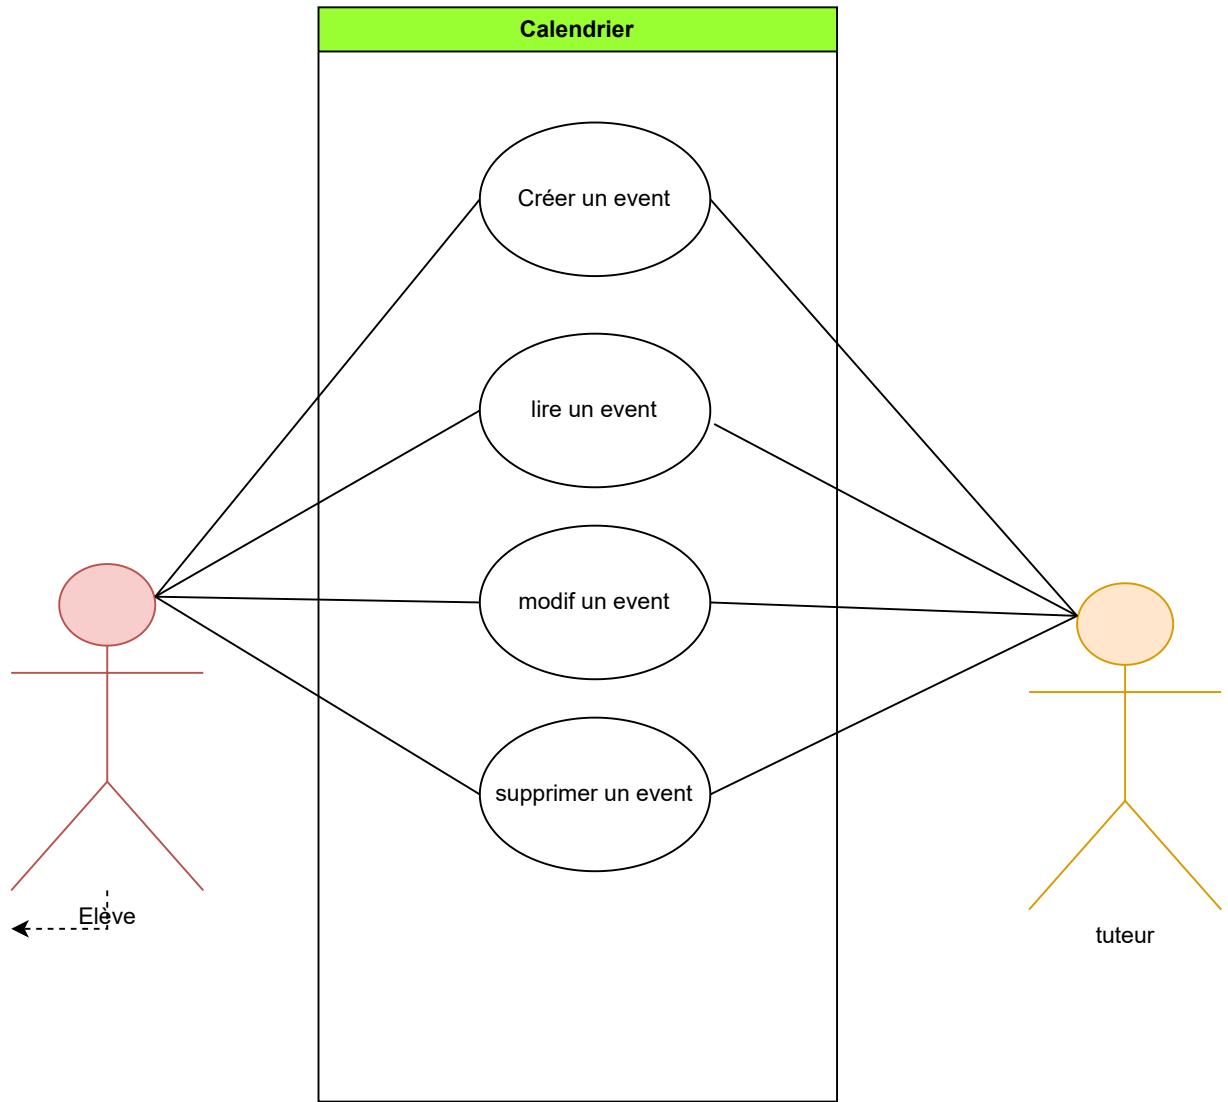 Calendrier
Créer un event
lire un event
modif un event
supprimer un event
Elève
tuteur